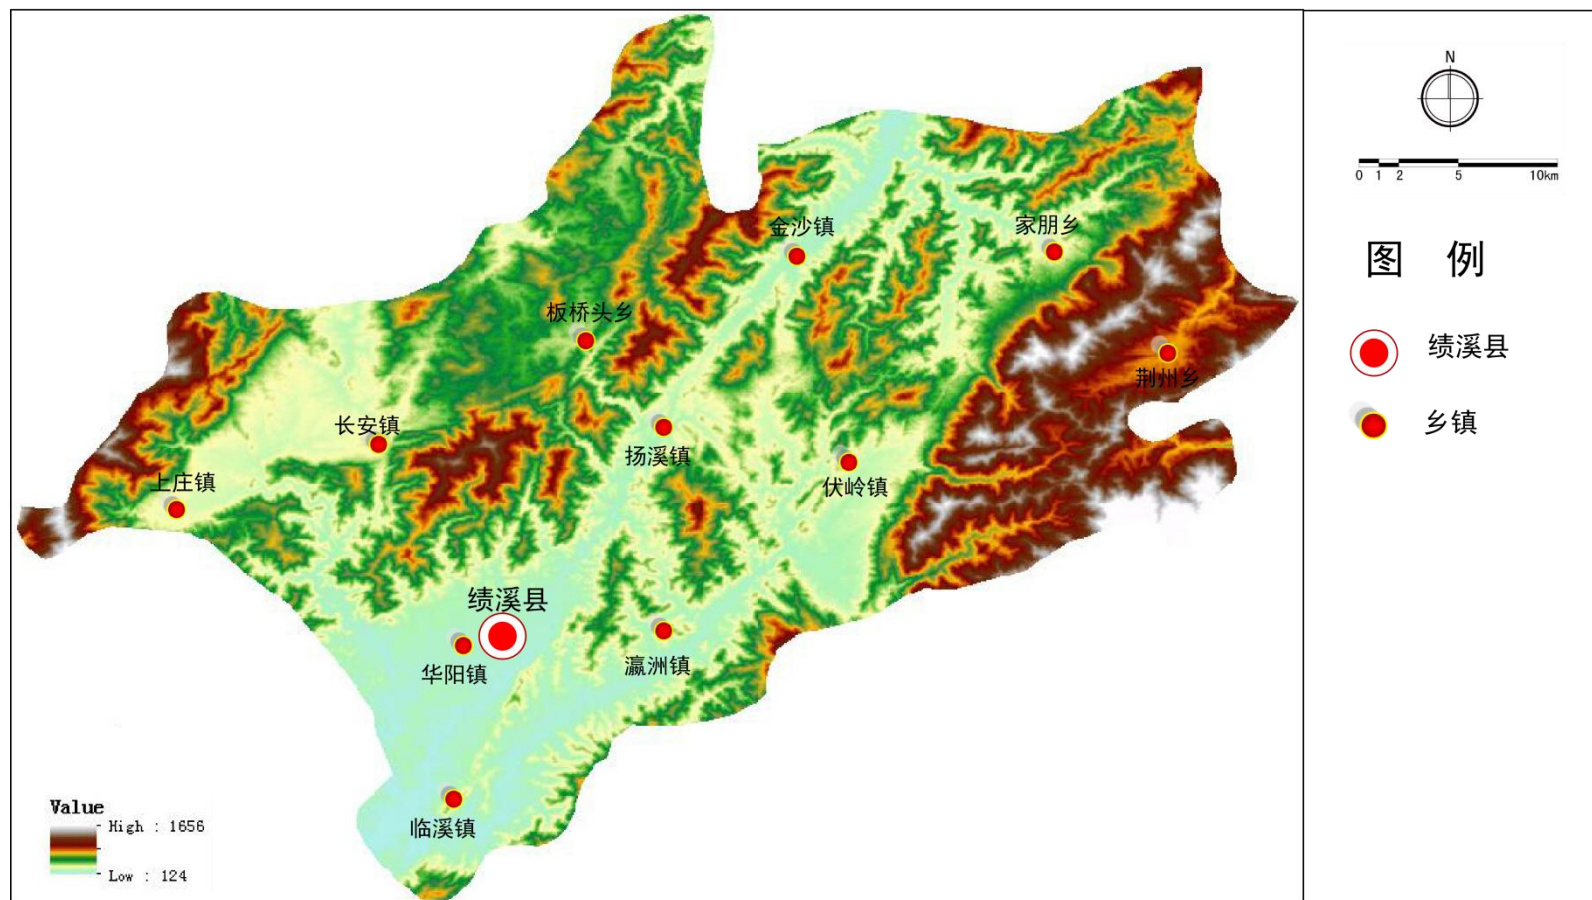 金沙镇
家朋乡
板桥头乡
荆州乡
长安镇
扬溪镇
上庄镇
伏岭镇
绩溪县
华阳镇
瀛洲镇
临溪镇
Value
High : 1656
Low : 124
N
0 1 2 5 10km
图 例
绩溪县
乡镇